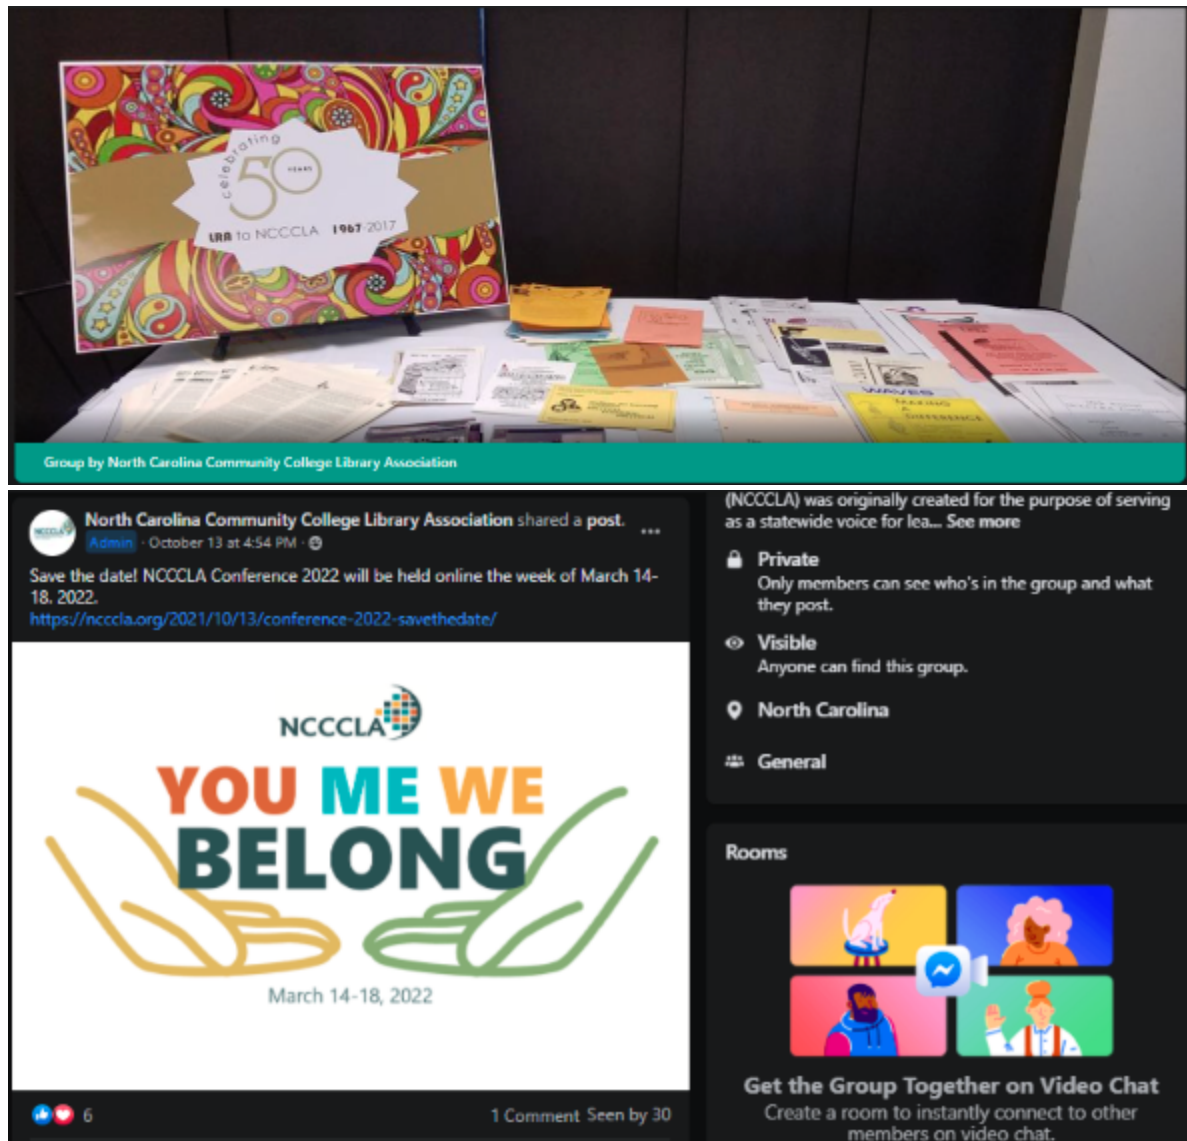 celebrating
50
YEARS
LRA to NCCCLA 1967-2017
WAVES
MAKING
A
DIFFERENCE
Group by North Carolina Community College Library Association
North Carolina Community College Library Association shared a post.
Admin · October 13 at 4:54 PM ·
Save the date! NCCCLA Conference 2022 will be held online the week of March 14-
18, 2022.
https://ncccla.org/2021/10/13/conference-2022-savethedate/
NCCCLA
YOU ME WE
BELONG
March 14-18, 2022
6
1 Comment Seen by 30
(NCCCLA) was originally created for the purpose of serving
as a statewide voice for lea... See more
Private
Only members can see who's in the group and what
they post.
Visible
Anyone can find this group.
North Carolina
General
Rooms
Get the Group Together on Video Chat
Create a room to instantly connect to other
members on video chat.